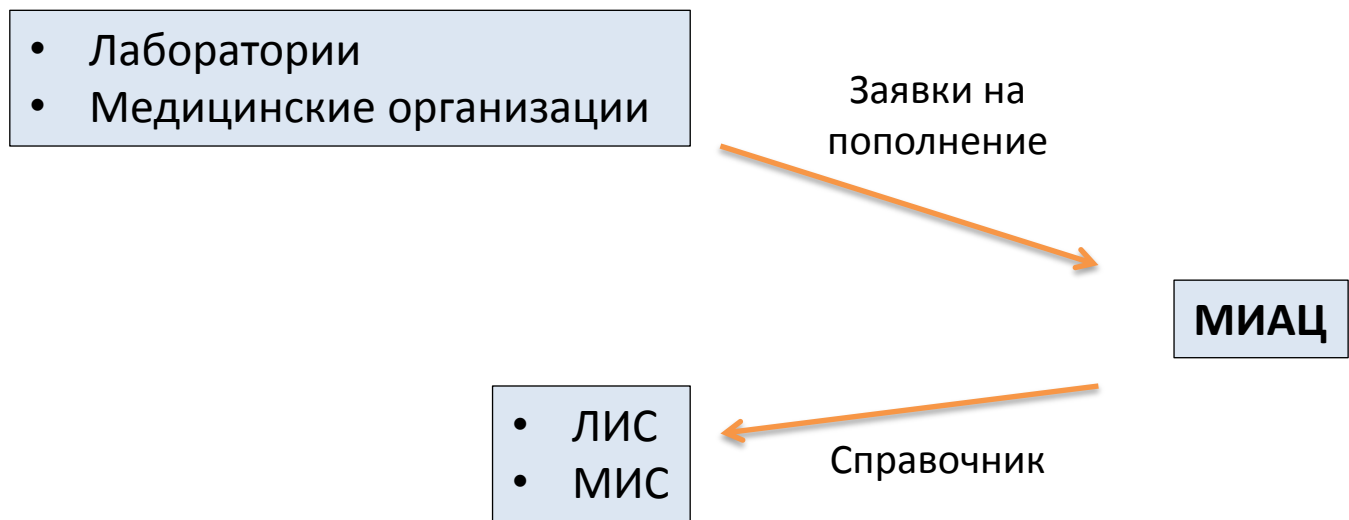 • Лаборатории
• Медицинские организации
Заявки на
пополнение
МИАЦ
• ЛИС
• МИС
Справочник